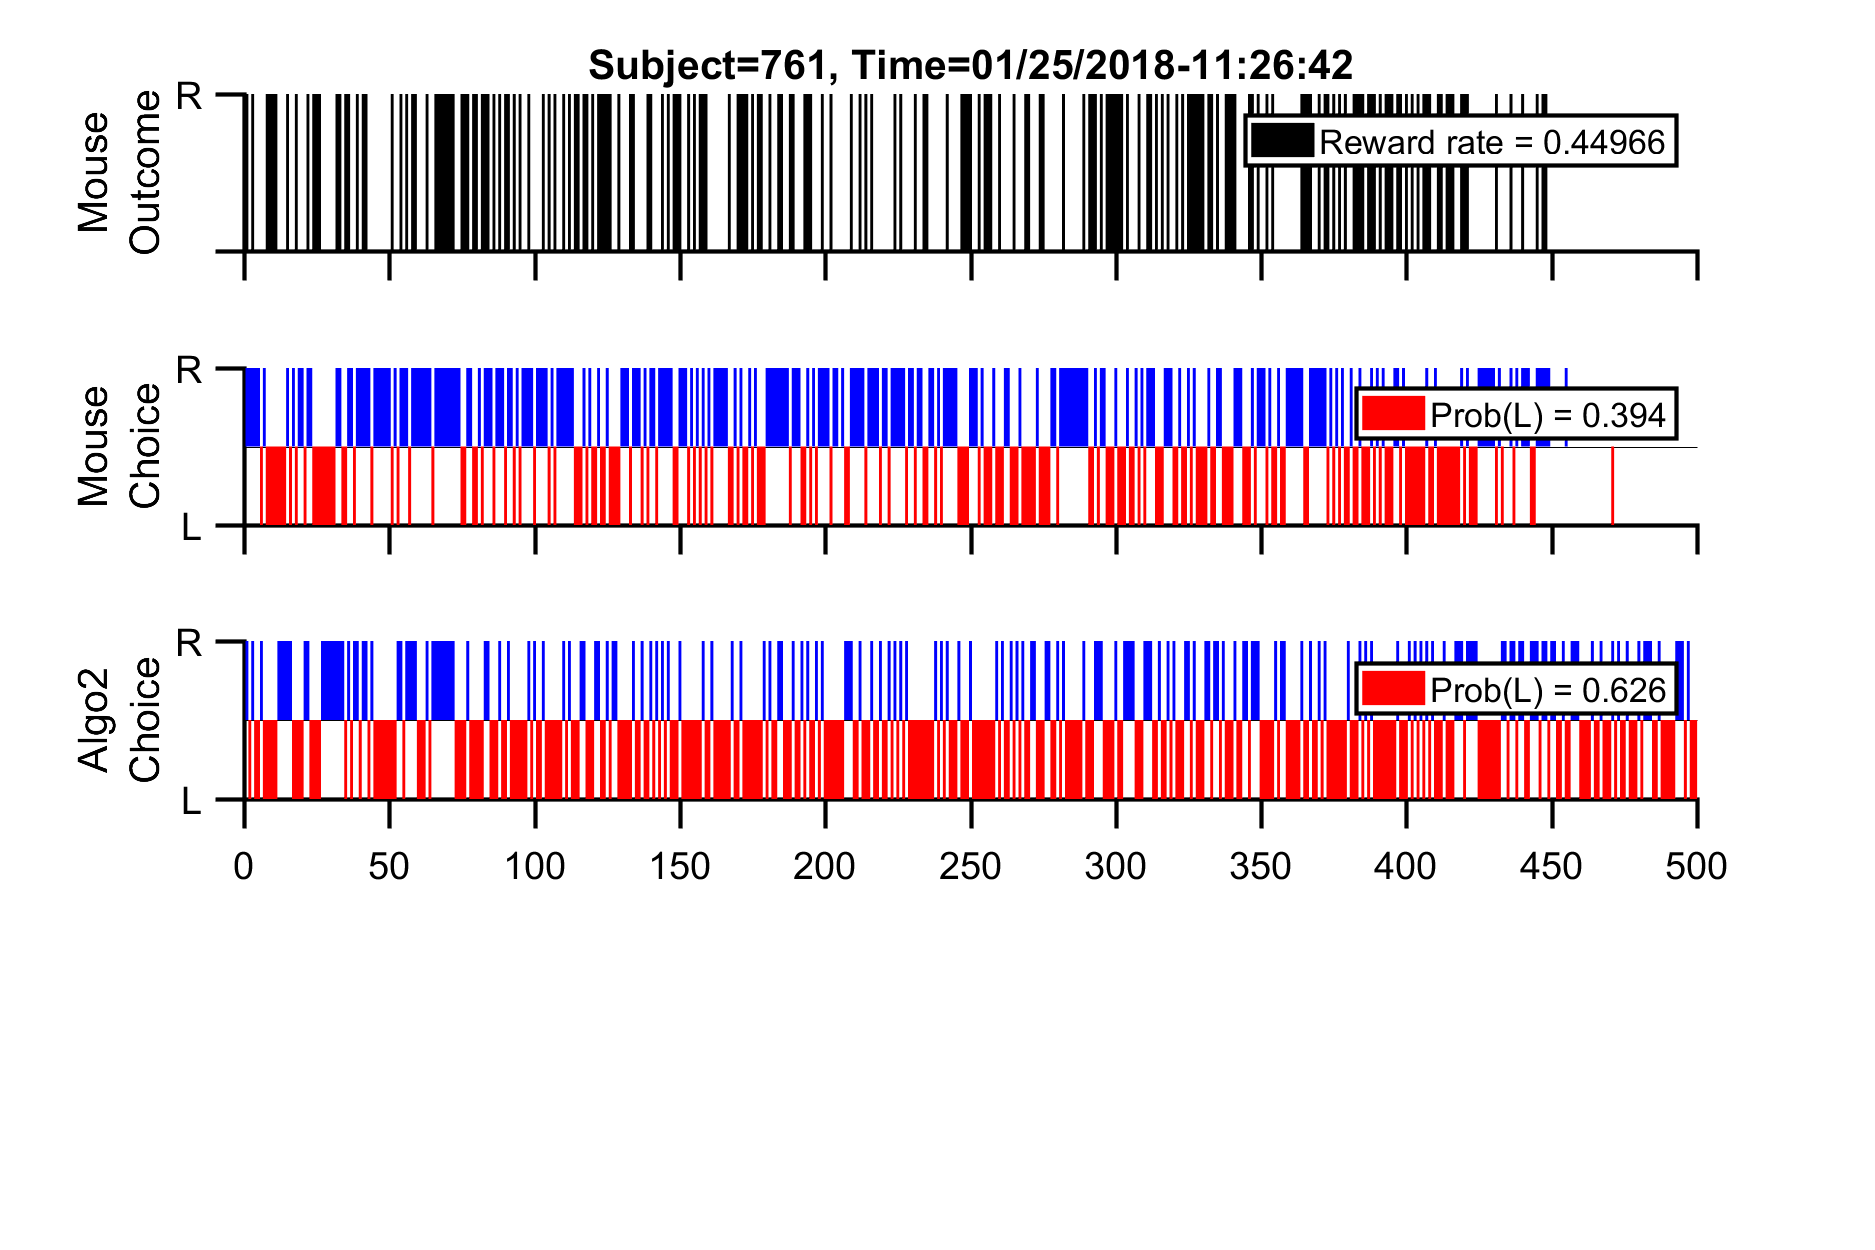 Subject=761, Time=01/25/2018-11:26:42
Mouse
Outcome
R
Reward rate = 0.44966
Mouse
Choice
R
L
Prob(L) = 0.394
Algo2
Choice
R
L
Prob(L) = 0.626
0 50 100 150 200 250 300 350 400 450 500